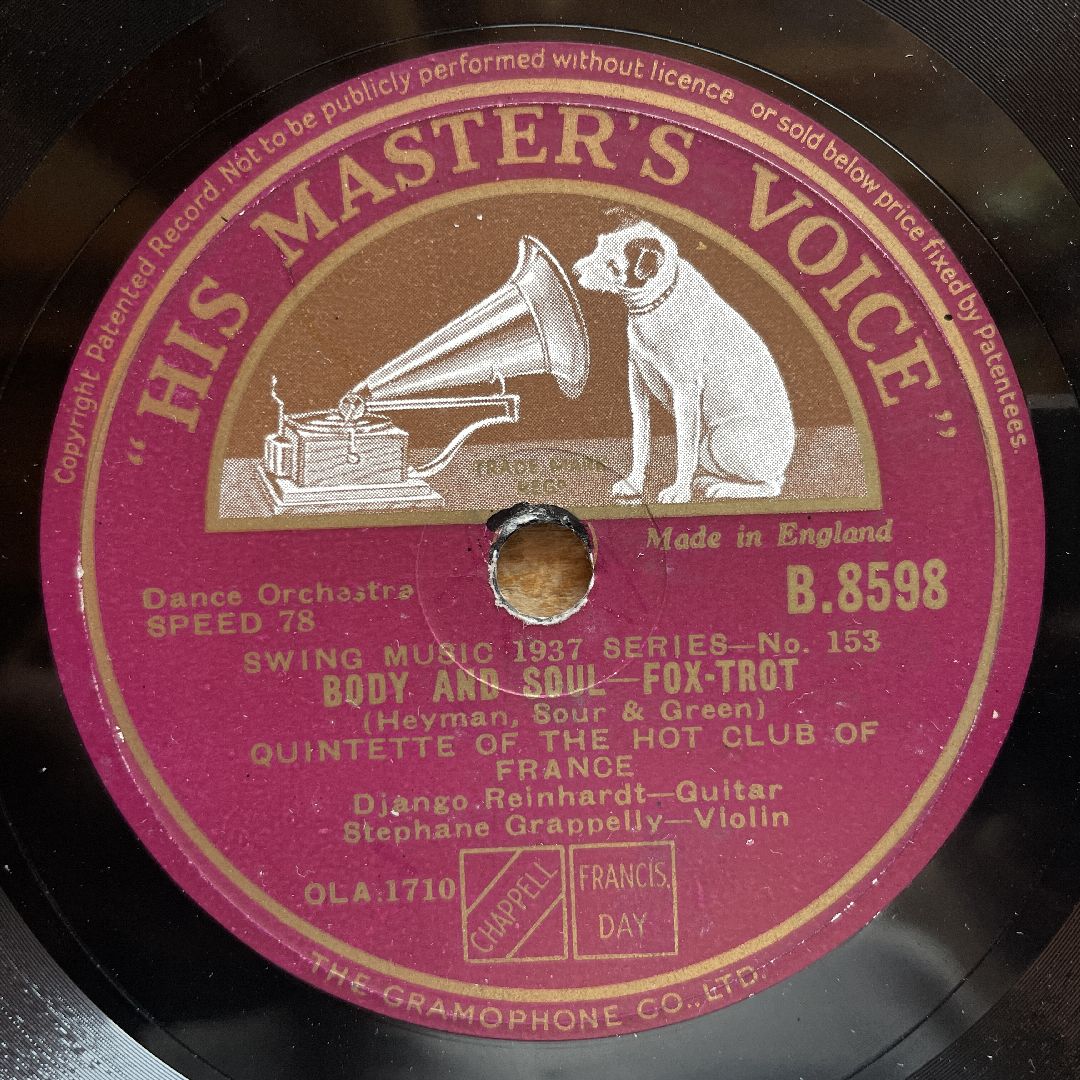 Copyright Patented Record. Not to be publicly performed without licence or sold below price fixed by Patentees.
“HIS MASTER'S VOICE”
TRADE MARK
REGD
Made in England
B.8598
Dance Orchestra
SPEED 78
SWING MUSIC 1937 SERIES—No. 153
BODY AND SOUL—FOX-TROT
(Heyman, Sour & Green)
QUINTETTE OF THE HOT CLUB OF
FRANCE
Django Reinhardt—Guitar
Stephane Grappelly—Violin
OLA.1710
CHAPPELL
FRANCIS,
DAY
THE GRAMOPHONE CO., LTD.